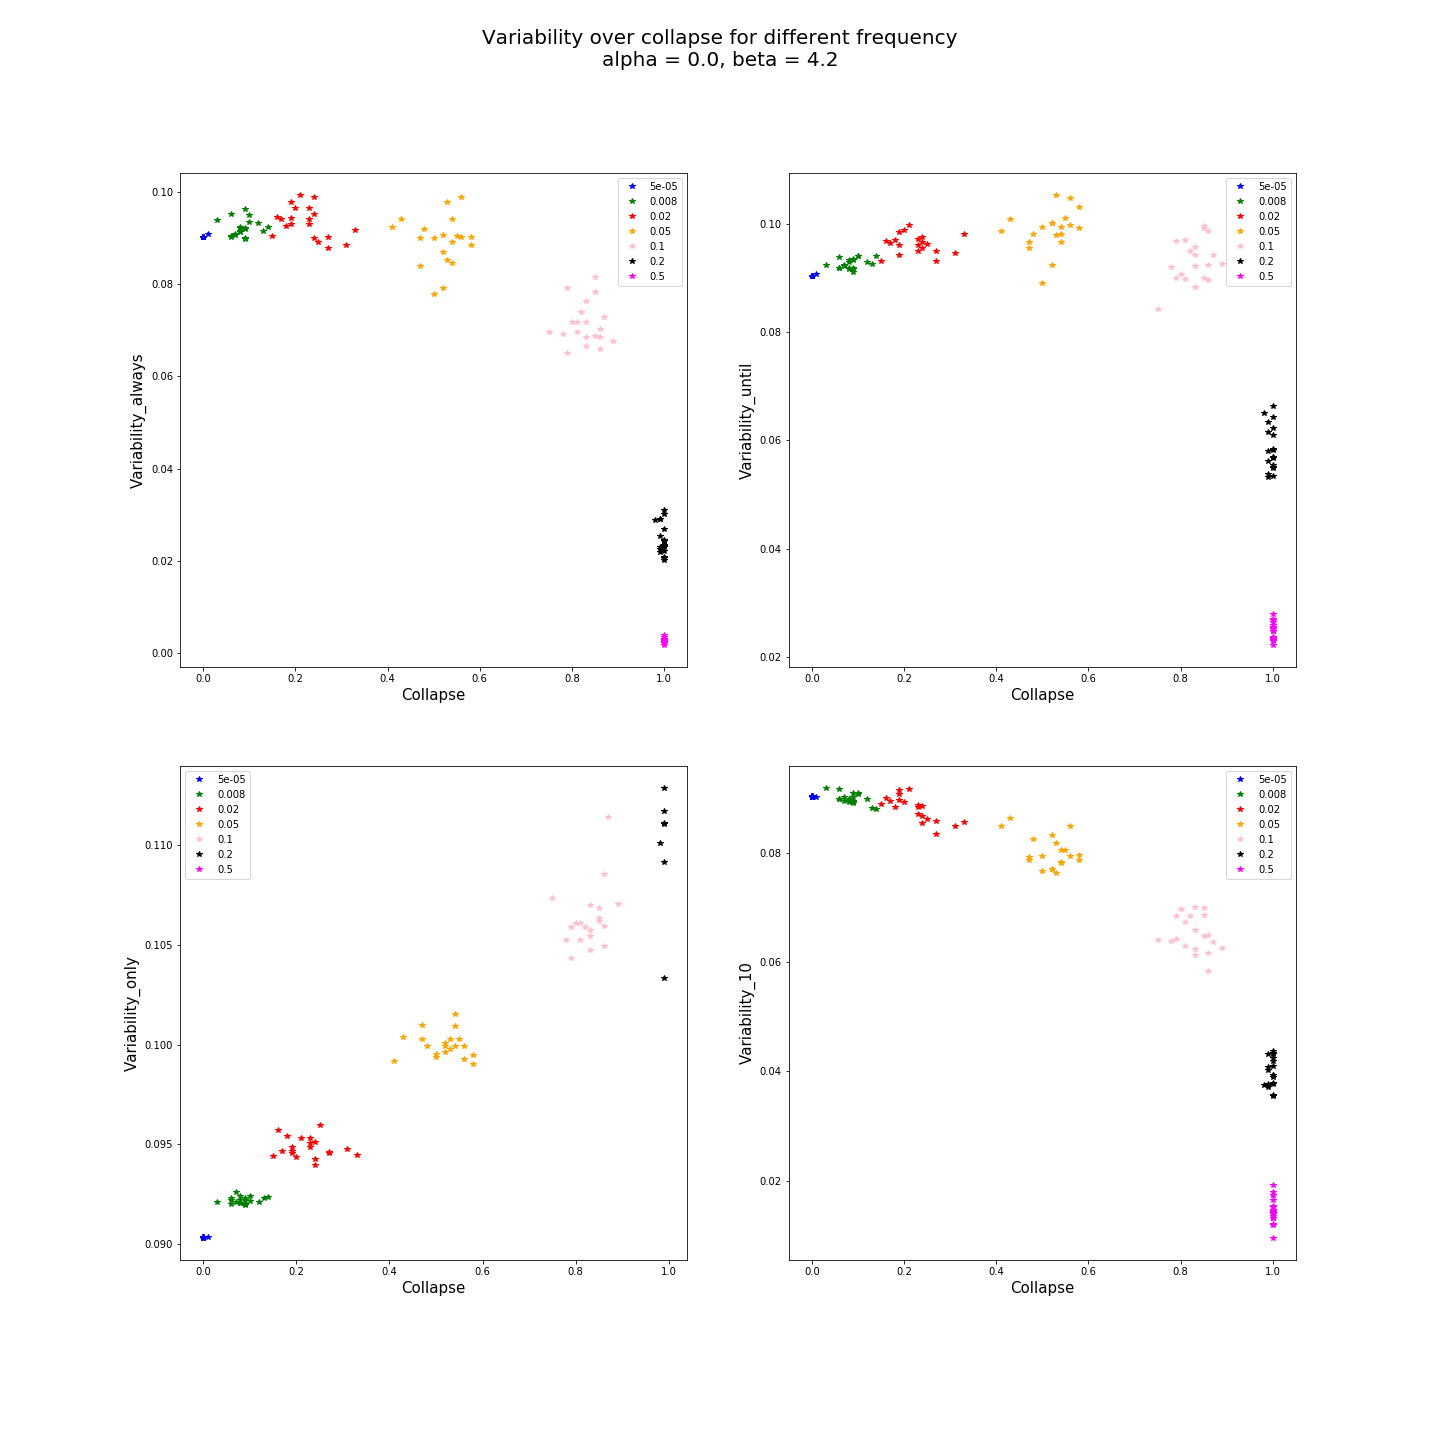 Variability over collapse for different frequency
alpha = 0.0, beta = 4.2
0.10
0.08
0.06
0.04
0.02
0.00
Variability_always
0.0 0.2 0.4 0.6 0.8 1.0
Collapse
5e-05
0.008
0.02
0.05
0.1
0.2
0.5
0.10
0.08
0.06
0.04
0.02
Variability_until
0.0 0.2 0.4 0.6 0.8 1.0
Collapse
5e-05
0.008
0.02
0.05
0.1
0.2
0.5
0.110
0.105
0.100
0.095
0.090
Variability_only
0.0 0.2 0.4 0.6 0.8 1.0
Collapse
5e-05
0.008
0.02
0.05
0.1
0.2
0.5
0.08
0.06
0.04
0.02
Variability_10
0.0 0.2 0.4 0.6 0.8 1.0
Collapse
5e-05
0.008
0.02
0.05
0.1
0.2
0.5